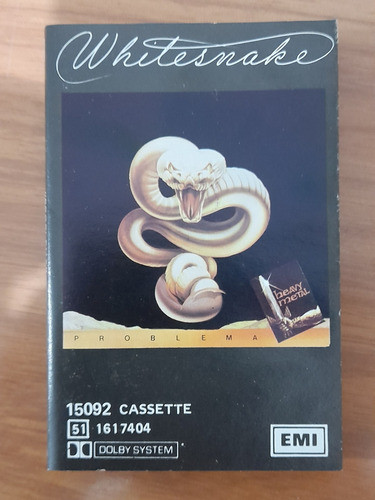 Whitesnake
heavy
metal
PROBLEMA
15092 CASSETTE
51 1617404
DOLBY SYSTEM
EMI